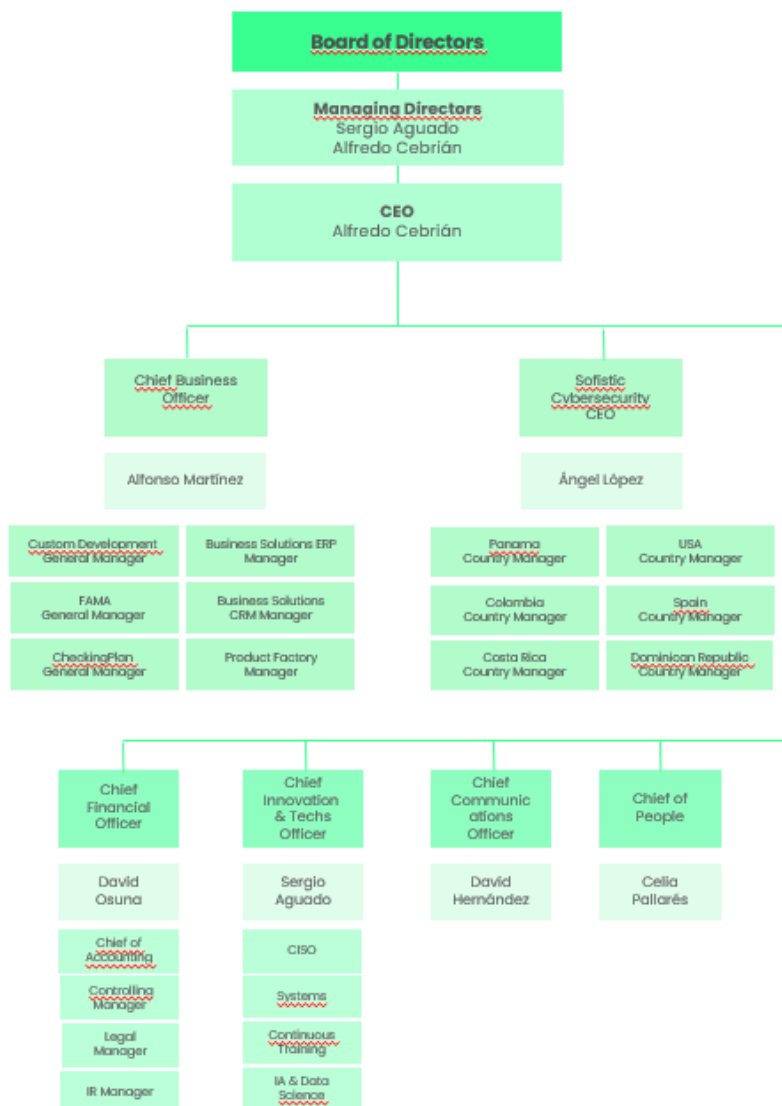 Board of Directors
Managing Directors
Sergio Aguado
Alfredo Cebrián
CEO
Alfredo Cebrián
Chief Business
Officer
Alfonso Martínez
Custom Development
General Manager
Business Solutions ERP
Manager
FAMA
General Manager
Business Solutions
CRM Manager
CheckingPlan
General Manager
Product Factory
Manager
Sofistic
Cybersecurity
CEO
Ángel López
Panama
Country Manager
USA
Country Manager
Colombia
Country Manager
Spain
Country Manager
Costa Rica
Country Manager
Dominican Republic
Country Manager
Chief
Financial
Officer
David
Osuna
Chief of
Accounting
Controlling
Manager
Legal
Manager
IR Manager
Chief
Innovation
& Techs
Officer
Sergio
Aguado
CISO
Systems
Continuous
Training
IA & Data
Science
Chief
Communic
ations
Officer
David
Hernández
Chief of
People
Celia
Pallarés